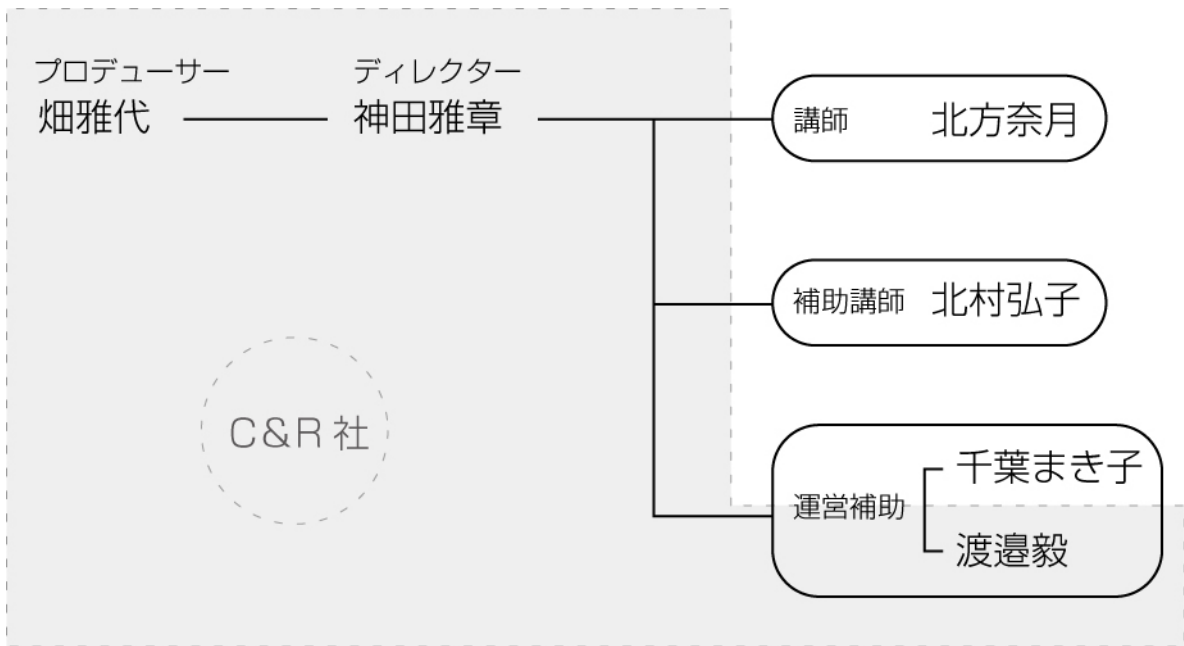 プロデューサー
畑雅代
ディレクター
神田雅章
講師 北方奈月
補助講師 北村弘子
C&R 社
運営補助
千葉まき子
渡邉毅